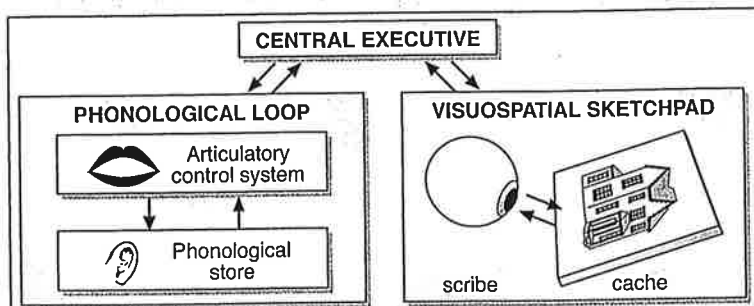 CENTRAL EXECUTIVE
PHONOLOGICAL LOOP
Articulatory
control system
Phonological
store
VISUOSPATIAL SKETCHPAD
scribe
cache